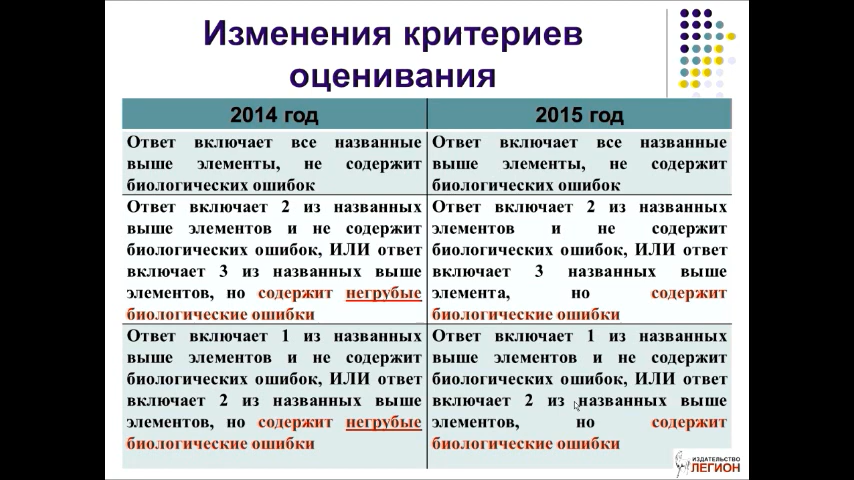 Изменения критериев
оценивания
2014 год
2015 год
Ответ включает все названные
выше элементы, не содержит
биологических ошибок
Ответ включает все названные
выше элементы, не содержит
биологических ошибок
Ответ включает 2 из названных
выше элементов и не содержит
биологических ошибок, ИЛИ ответ
включает 3 из названных выше
элементов, но содержит негрубые
биологические ошибки
Ответ включает 2 из названных
элементов и не содержит
биологических ошибок, ИЛИ ответ
включает 3 названных выше
элемента, но содержит
биологические ошибки
Ответ включает 1 из названных
выше элементов и не содержит
биологических ошибок, ИЛИ ответ
включает 2 из названных выше
элементов, но содержит негрубые
биологические ошибки
Ответ включает 1 из названных
выше элементов и не содержит
биологических ошибок, ИЛИ ответ
включает 2 из названных выше
элементов, но содержит
биологические ошибки
ИЗДАТЕЛЬСТВО
ЛЕГИОН